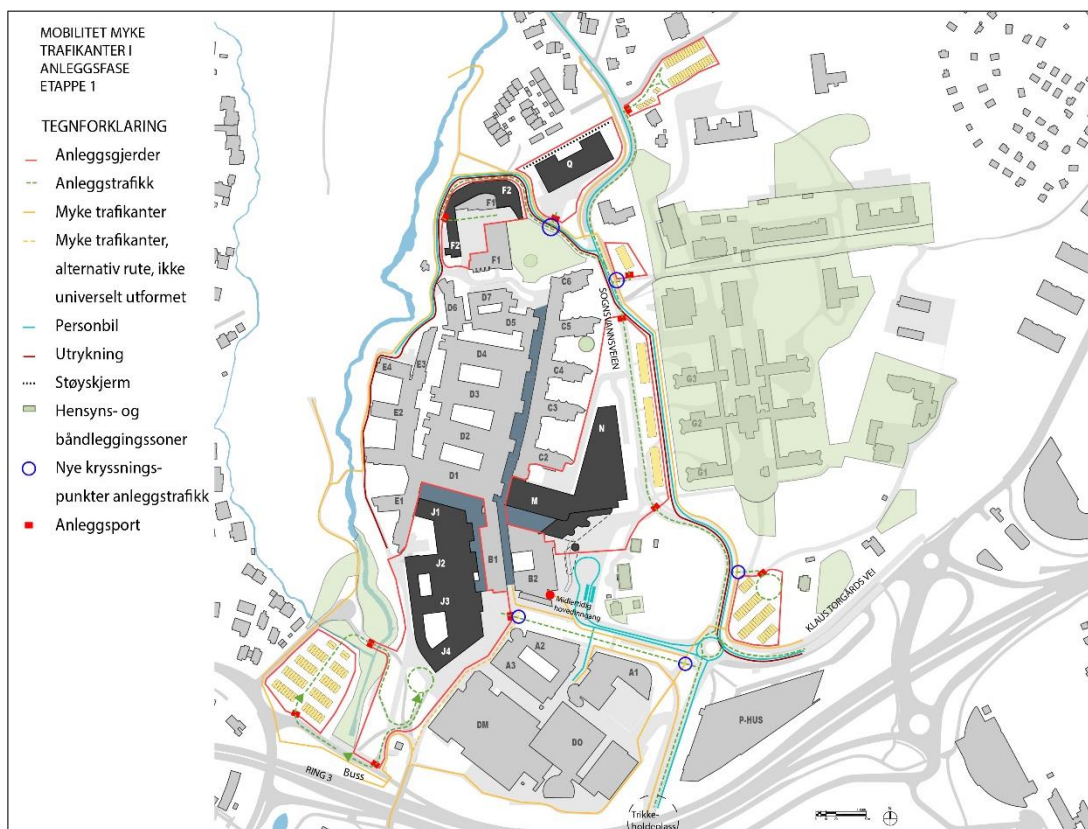 MOBILITET MYKE
TRAFIKANTER I
ANLEGGSFASE
ETAPPE 1
TEGNFORKLARING
Anleggsgjerder
Anleggstrafikk
Myke trafikanter
Myke trafikanter,
alternativ rute, ikke
universelt utformet
Personbil
Utrykning
Støyskjerm
Hensyns- og
båndleggingssoner
Nye kryssnings-
punkter anleggstrafikk
Anleggsport
Q
F2
F1
F2
F1
C6
D7
D6
D5
C5
SOGNSVANNSVEIEN
E4
E3
D4
C4
G3
D3
C3
E2
N
G2
D2
C2
G1
D1
M
E1
J1
J2
B1
B2
Midlertidig
hovedinngang
J3
KLAUS TORGÅRDS VEI
J4
A2
A3
A1
DM
DO
P-HUS
RING 3
Buss
Trikke-
holdeplass
N